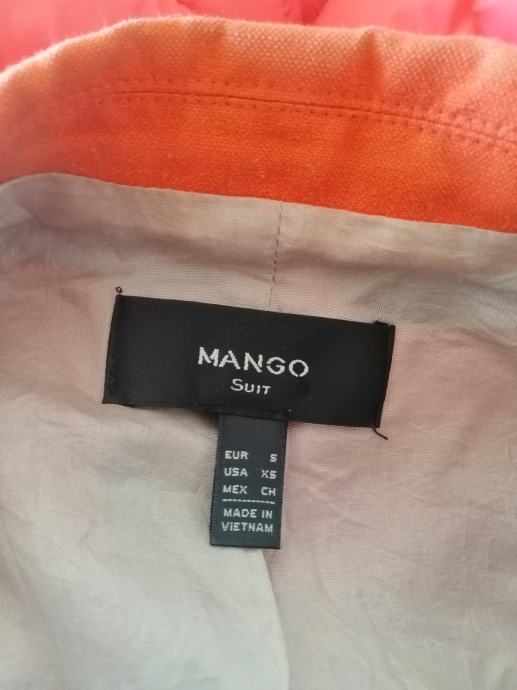 MANGO
SUIT
EUR S
USA XS
MEX CH
MADE IN
VIETNAM